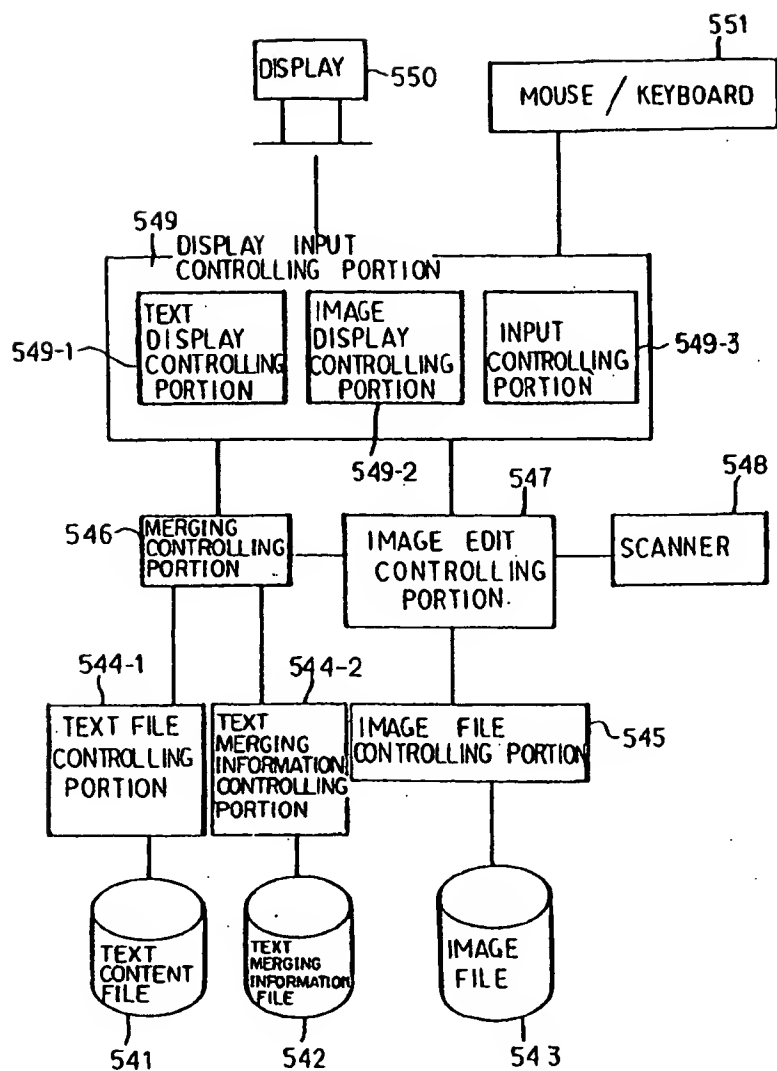 551
DISPLAY
550
MOUSE / KEYBOARD
549
DISPLAY INPUT
CONTROLLING PORTION
TEXT
DISPLAY
CONTROLLING
PORTION
IMAGE
DISPLAY
CONTROLLING
PORTION
INPUT
CONTROLLING
PORTION
549-1
549-3
549-2
547
548
546
MERGING
CONTROLLING
PORTION
IMAGE EDIT
CONTROLLING
PORTION.
SCANNER
544-1
544-2
TEXT FILE
CONTROLLING
PORTION
TEXT
MERGING
INFORMATION
CONTROLLING
PORTION
IMAGE FILE
CONTROLLING PORTION
545
TEXT
CONTENT
FILE
TEXT
MERGING
INFORMATION
FILE
IMAGE
FILE
541
542
543